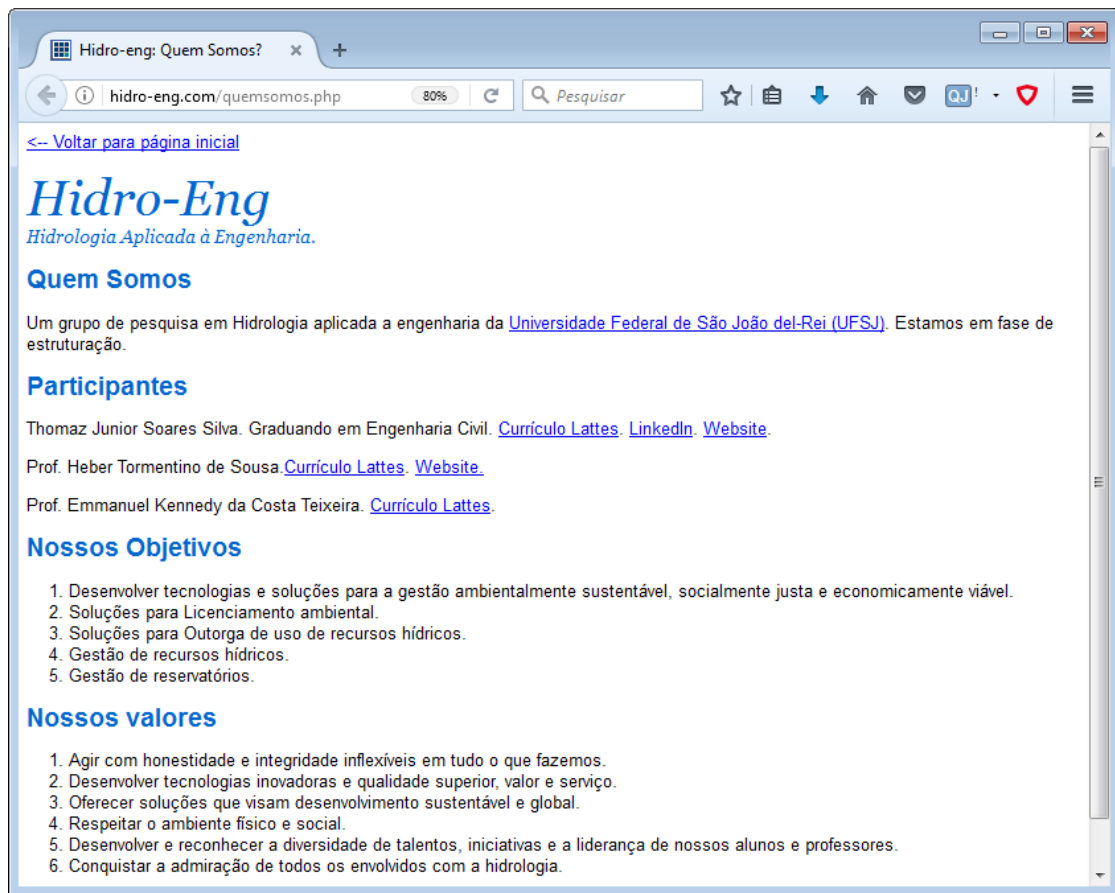 Hidro-eng: Quem Somos?
hidro-eng.com/quemsomos.php
80%
Pesquisar
QJ!
<-- Voltar para página inicial
Hidro-Eng
Hidrologia Aplicada à Engenharia.
Quem Somos
Um grupo de pesquisa em Hidrologia aplicada a engenharia da Universidade Federal de São João del-Rei (UFSJ). Estamos em fase de
estruturação.
Participantes
Thomaz Junior Soares Silva. Graduando em Engenharia Civil. Currículo Lattes. LinkedIn. Website.
Prof. Heber Tormentino de Sousa.Currículo Lattes. Website.
Prof. Emmanuel Kennedy da Costa Teixeira. Currículo Lattes.
Nossos Objetivos
1. Desenvolver tecnologias e soluções para a gestão ambientalmente sustentável, socialmente justa e economicamente viável.
2. Soluções para Licenciamento ambiental.
3. Soluções para Outorga de uso de recursos hídricos.
4. Gestão de recursos hídricos.
5. Gestão de reservatórios.
Nossos valores
1. Agir com honestidade e integridade inflexíveis em tudo o que fazemos.
2. Desenvolver tecnologias inovadoras e qualidade superior, valor e serviço.
3. Oferecer soluções que visam desenvolvimento sustentável e global.
4. Respeitar o ambiente físico e social.
5. Desenvolver e reconhecer a diversidade de talentos, iniciativas e a liderança de nossos alunos e professores.
6. Conquistar a admiração de todos os envolvidos com a hidrologia.